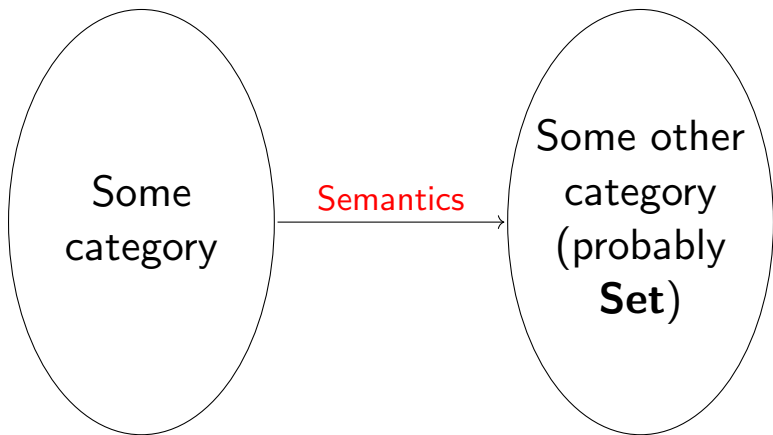 Some
category
Semantics
Some other
category
(probably
Set)